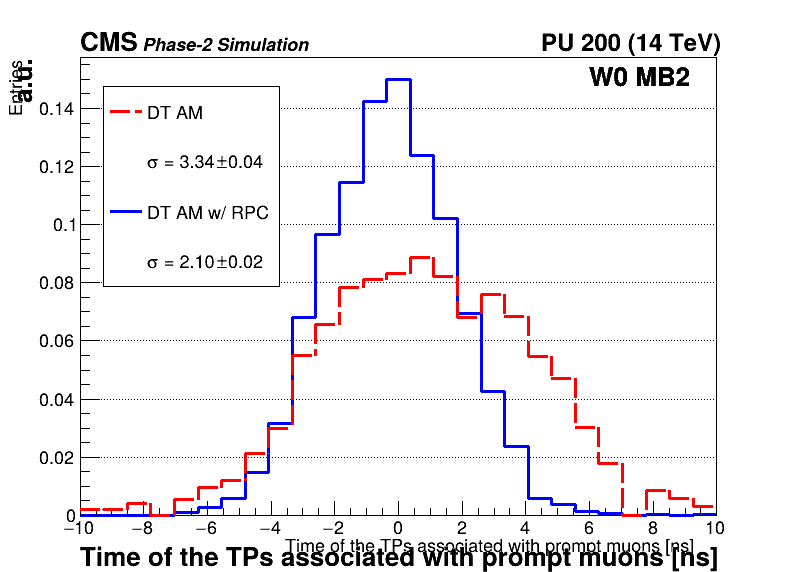 CMS Phase-2 Simulation PU 200 (14 TeV)
Entries
a.u.
W0 MB2
DT AM
σ = 3.34±0.04
DT AM w/ RPC
σ = 2.10±0.02
0.14
0.12
0.1
0.08
0.06
0.04
0.02
0
−10 −8 −6 −4 −2 0 2 4 6 8 10
Time of the TPs associated with prompt muons [ns]
Time of the TPs associated with prompt muons [ns]